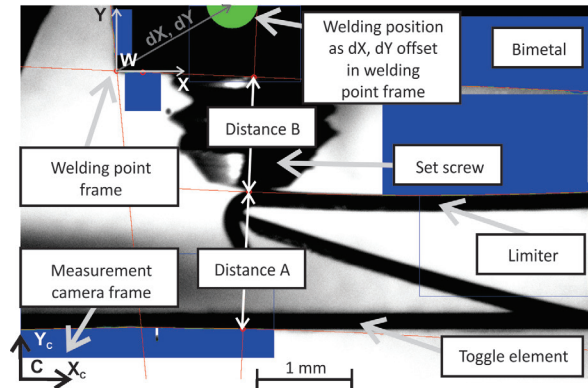 Y
dX, dY
W
X
Welding position
as dX, dY offset
in welding
point frame
Bimetal
Distance B
Welding point
frame
Set screw
Limiter
Measurement
camera frame
Distance A
Yc
C
Xc
Toggle element
1 mm